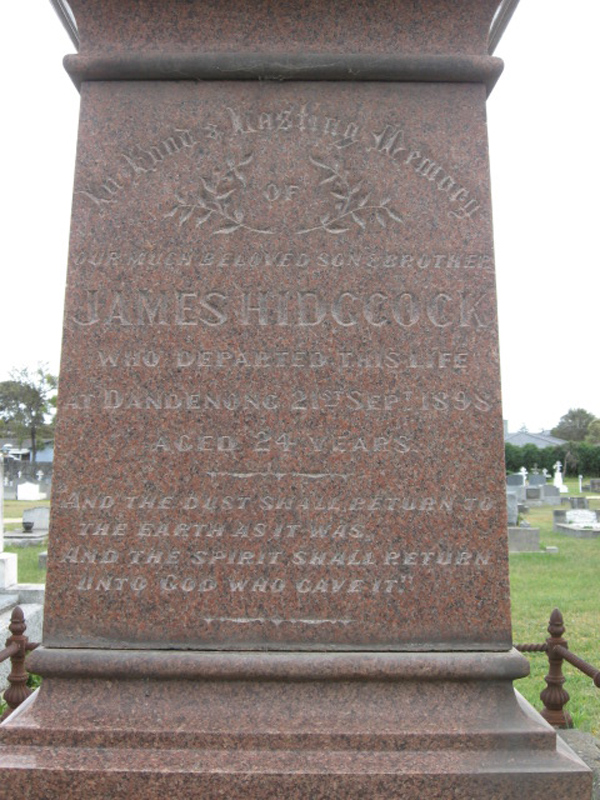 In Fond & Lasting Memory
OF
OUR MUCH BELOVED SON & BROTHER
JAMES HIDGCOCK
WHO DEPARTED THIS LIFE
AT DANDENONG 21ST SEPT 1898
AGED 24 YEARS.
"AND THE DUST SHALL RETURN TO
THE EARTH AS IT WAS,
AND THE SPIRIT SHALL RETURN
UNTO GOD WHO GAVE IT."